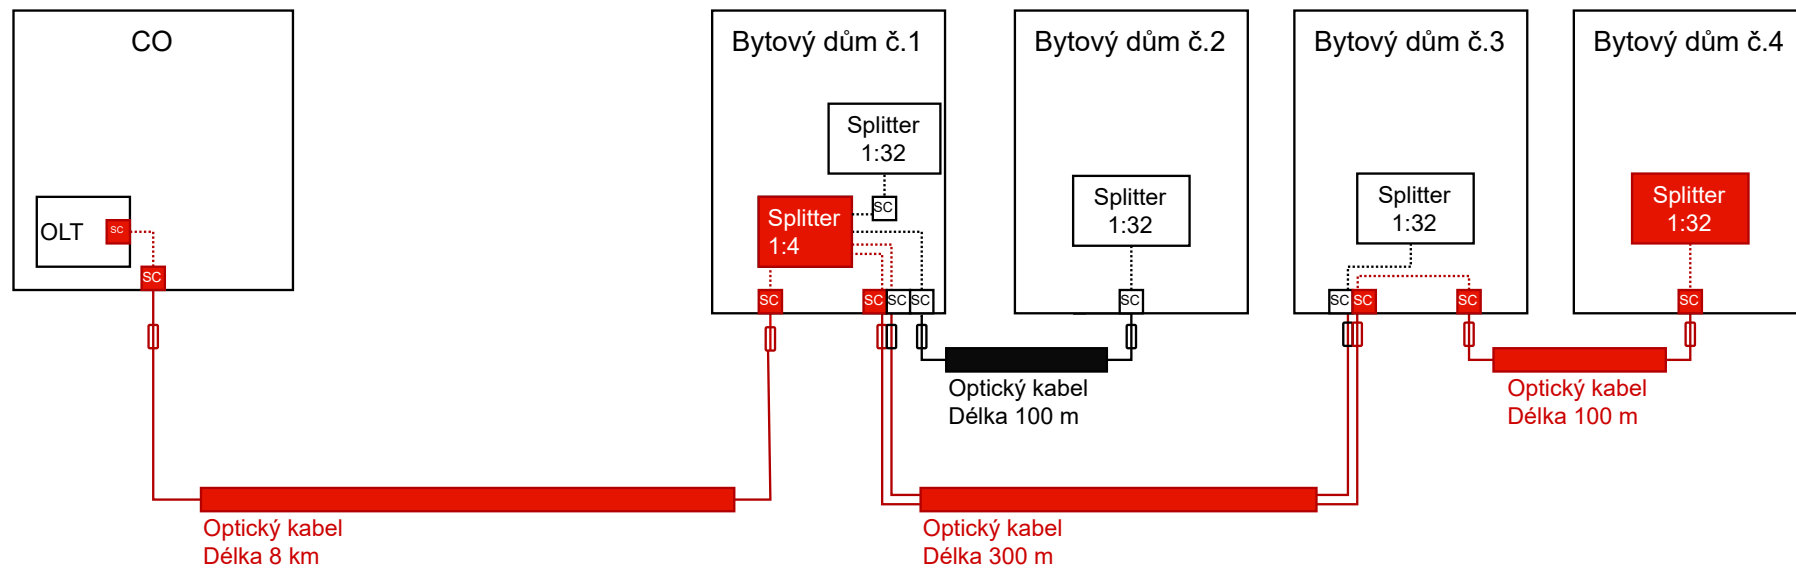 CO
OLT
SC
SC
Optický kabel
Délka 8 km
Bytový dům č.1
Splitter
1:32
SC
Splitter
1:4
SC
SC
SC
SC
Optický kabel
Délka 100 m
Optický kabel
Délka 300 m
Bytový dům č.2
Splitter
1:32
SC
Bytový dům č.3
Splitter
1:32
SC
SC
SC
Optický kabel
Délka 100 m
Bytový dům č.4
Splitter
1:32
SC